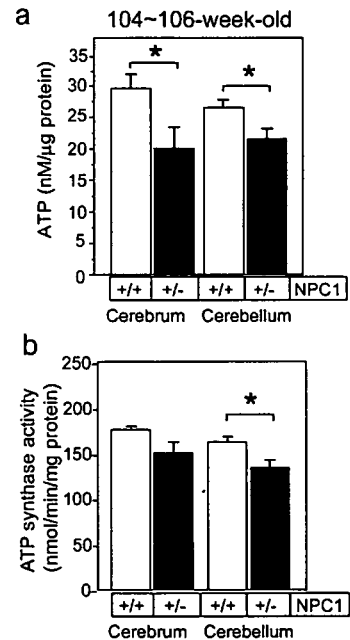 a
104~106-week-old
ATP (nM/µg protein)
35
30
25
20
15
10
5
0
*
*
+/+ +/- +/+ +/- NPC1
Cerebrum Cerebellum
b
ATP synthase activity
(nmol/min/mg protein)
250
200
150
100
50
0
*
+/+ +/- +/+ +/- NPC1
Cerebrum Cerebellum